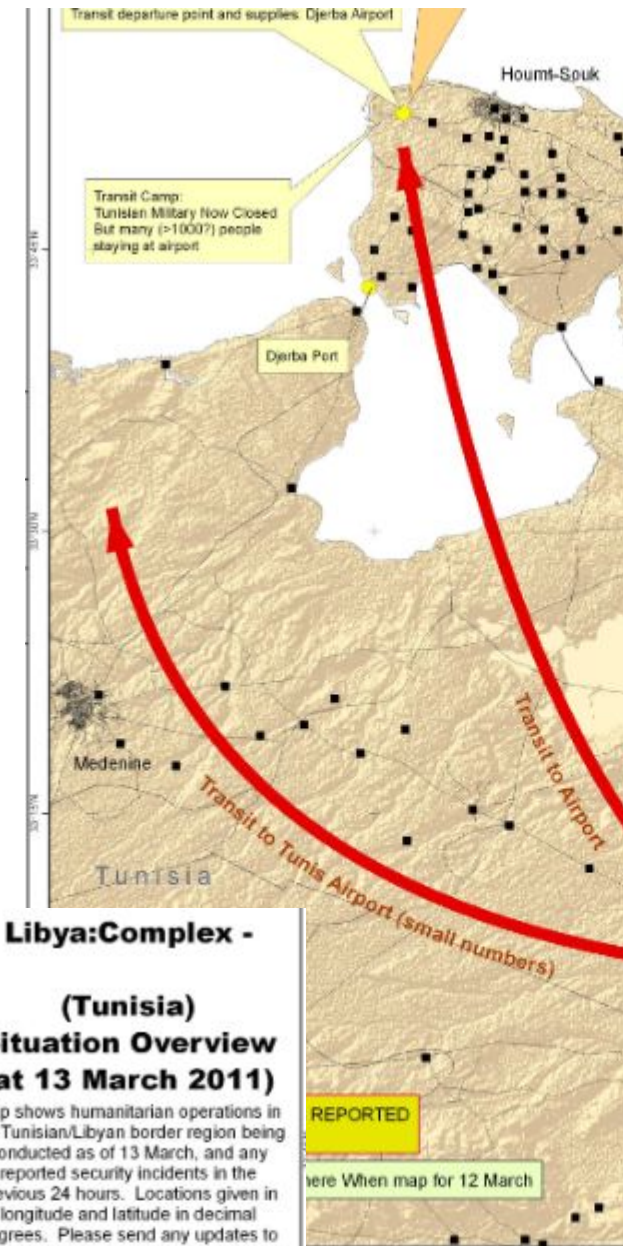 Transit departure point and supplies: Djerba Airport
Houmt-Souk
Transit Camp:
Tunisian Military Now Closed
But many (>1000?) people
staying at airport
Djerba Port
Transit to Airport
Medenine
Transit to Tunis Airport (small numbers)
Tunisia
Libya:Complex -
(Tunisia)
ituation Overview
at 13 March 2011)
p shows humanitarian operations in
Tunisian/Libyan border region being
onducted as of 13 March, and any
reported security incidents in the
evious 24 hours. Locations given in
longitude and latitude in decimal
grees. Please send any updates to
REPORTED
here When map for 12 March